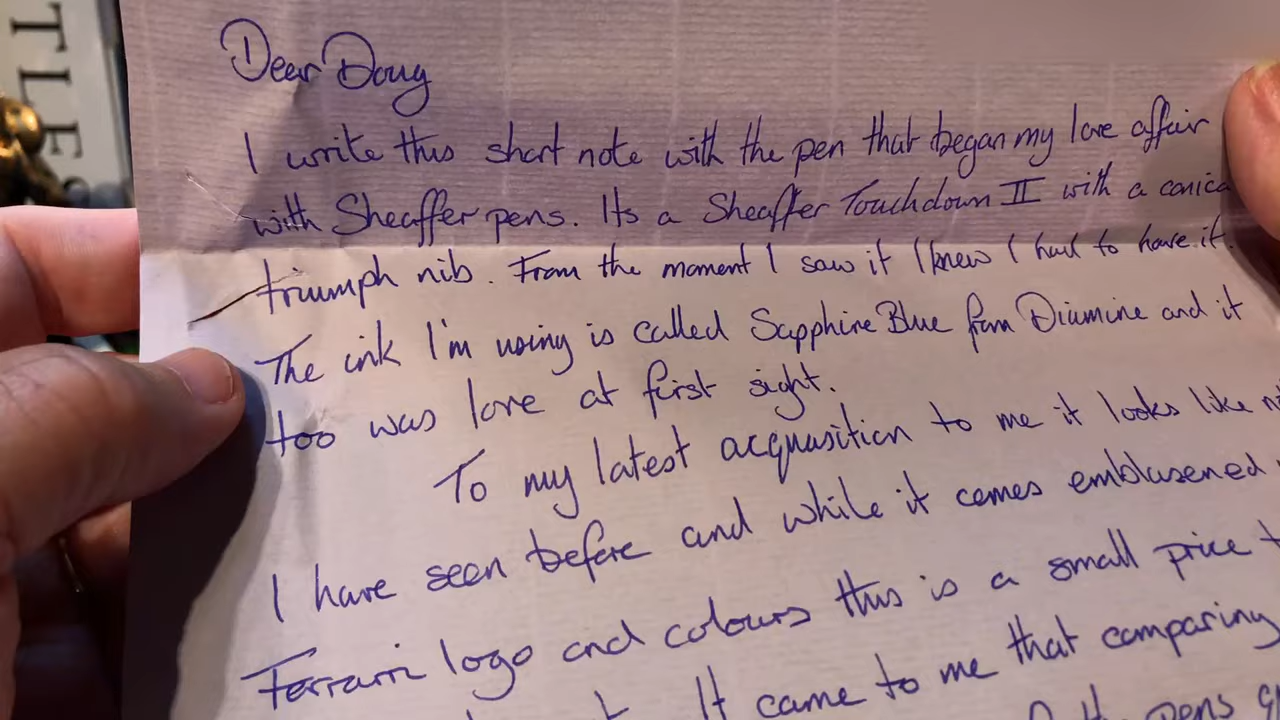 TLE
Dear Doug
I write this short note with the pen that began my love affair
with Sheaffer pens. Its a Sheaffer Touchdown II with a conica
triumph nib. From the moment I saw it I knew I had to have it.
The ink I'm using is called Sapphire Blue from Diamine and it
too was love at first sight.
To my latest acquasition to me it looks like
I have seen before and while it comes emblasened
Ferrari logo and colours this is a small price
It came to me that comparing
pens